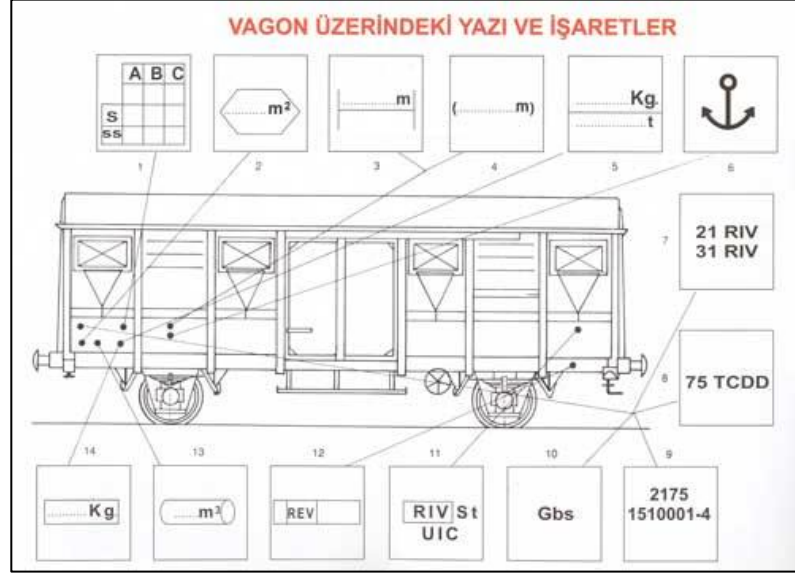 VAGON ÜZERİNDEKİ YAZI VE İŞARETLER
A B C
S
ss
..........m²
..............m
(..............m)
..............Kg.
..............t
1
2
3
4
5
6
7
21 RIV
31 RIV
8
75 TCDD
14
13
12
11
10
9
..........Kg
......m³
REV
RIV St
UIC
Gbs
2175
1510001-4